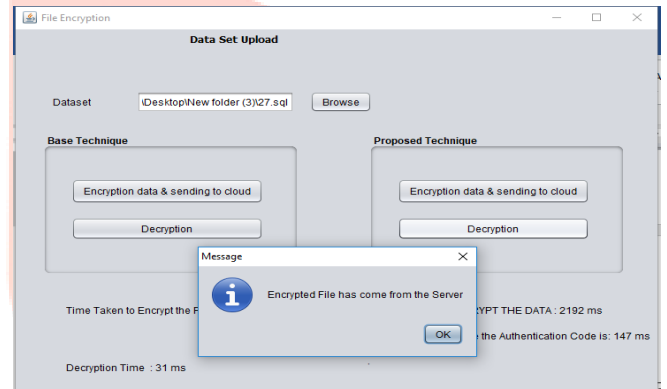 File Encryption
Data Set Upload
Dataset
\Desktop\New folder (3)\27.sql
Browse
Base Technique
Proposed Technique
Encryption data & sending to cloud
Encryption data & sending to cloud
Decryption
Decryption
Message
Encrypted File has come from the Server
OK
Time Taken to Encrypt the
THE DATA : 2192 ms
the Authentication Code is: 147 ms
Decryption Time : 31 ms